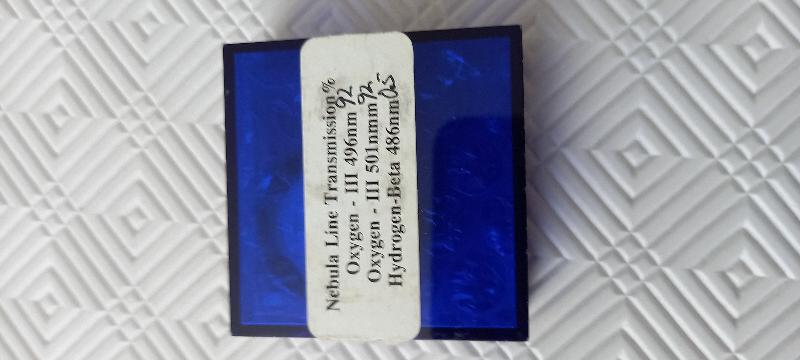 Nebula Line Transmission%
Oxygen - III 496nm 92
Oxygen - III 501nmm 92
Hydrogen-Beta 486nm 0.5